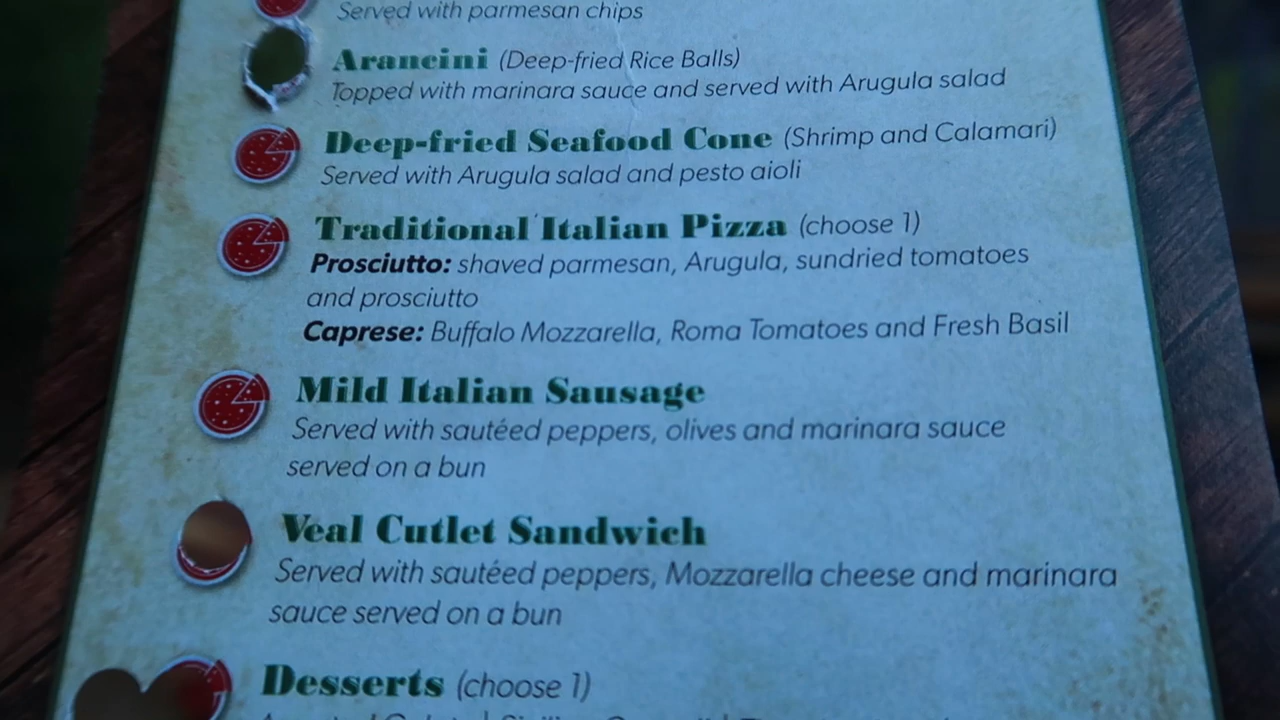 Served with parmesan chips
Arancini (Deep-fried Rice Balls)
Topped with marinara sauce and served with Arugula salad
Deep-fried Seafood Cone (Shrimp and Calamari)
Served with Arugula salad and pesto aioli
Traditional Italian Pizza (choose 1)
Prosciutto: shaved parmesan, Arugula, sundried tomatoes
and prosciutto
Caprese: Buffalo Mozzarella, Roma Tomatoes and Fresh Basil
Mild Italian Sausage
Served with sautéed peppers, olives and marinara sauce
served on a bun
Veal Cutlet Sandwich
Served with sautéed peppers, Mozzarella cheese and marinara
sauce served on a bun
Desserts (choose 1)